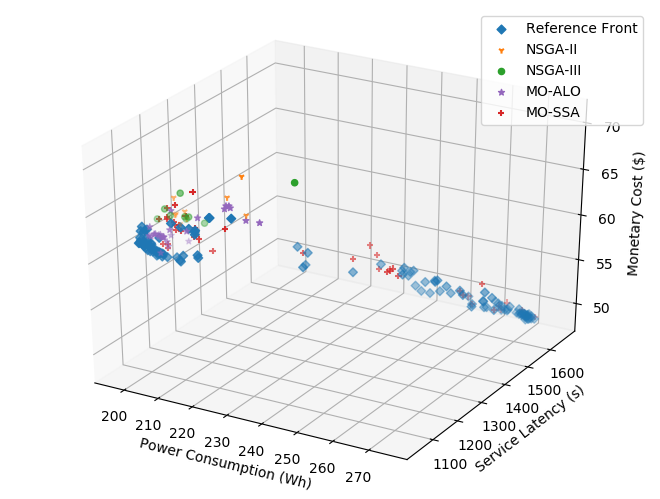 Reference Front
NSGA-II
NSGA-III
MO-ALO
MO-SSA
70
65
60
55
50
Monetary Cost ($)
200
210
220
230
240
250
260
270
Power Consumption (Wh)
1100
1200
1300
1400
1500
1600
Service Latency (s)